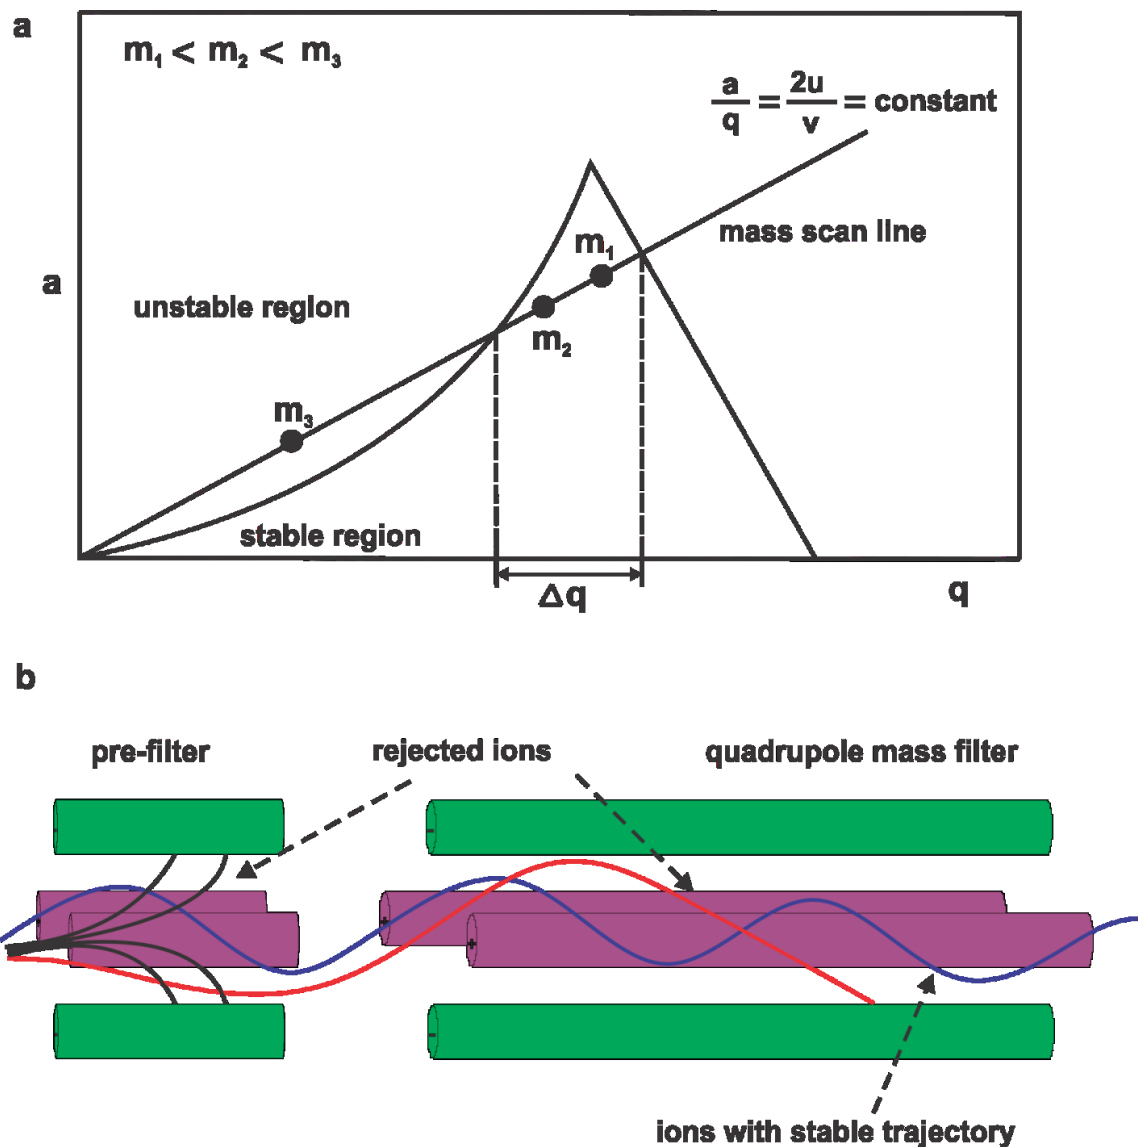 a
m₁ < m₂ < m₃
a/q = 2u/v = constant
mass scan line
m₁
a
unstable region
m₂
m₃
stable region
Δq
q
b
pre-filter
rejected ions
quadrupole mass filter
-
-
+
+
+
-
-
ions with stable trajectory